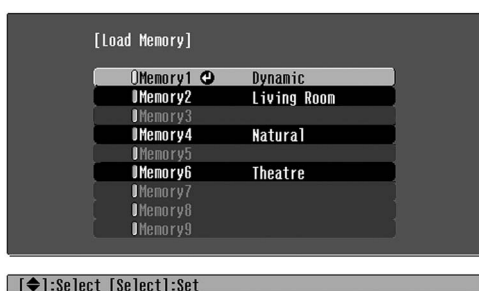 [Load Memory]
Memory1 Dynamic
Memory2 Living Room
Memory3
Memory4 Natural
Memory5
Memory6 Theatre
Memory7
Memory8
Memory9
[◆]:Select [Select]:Set